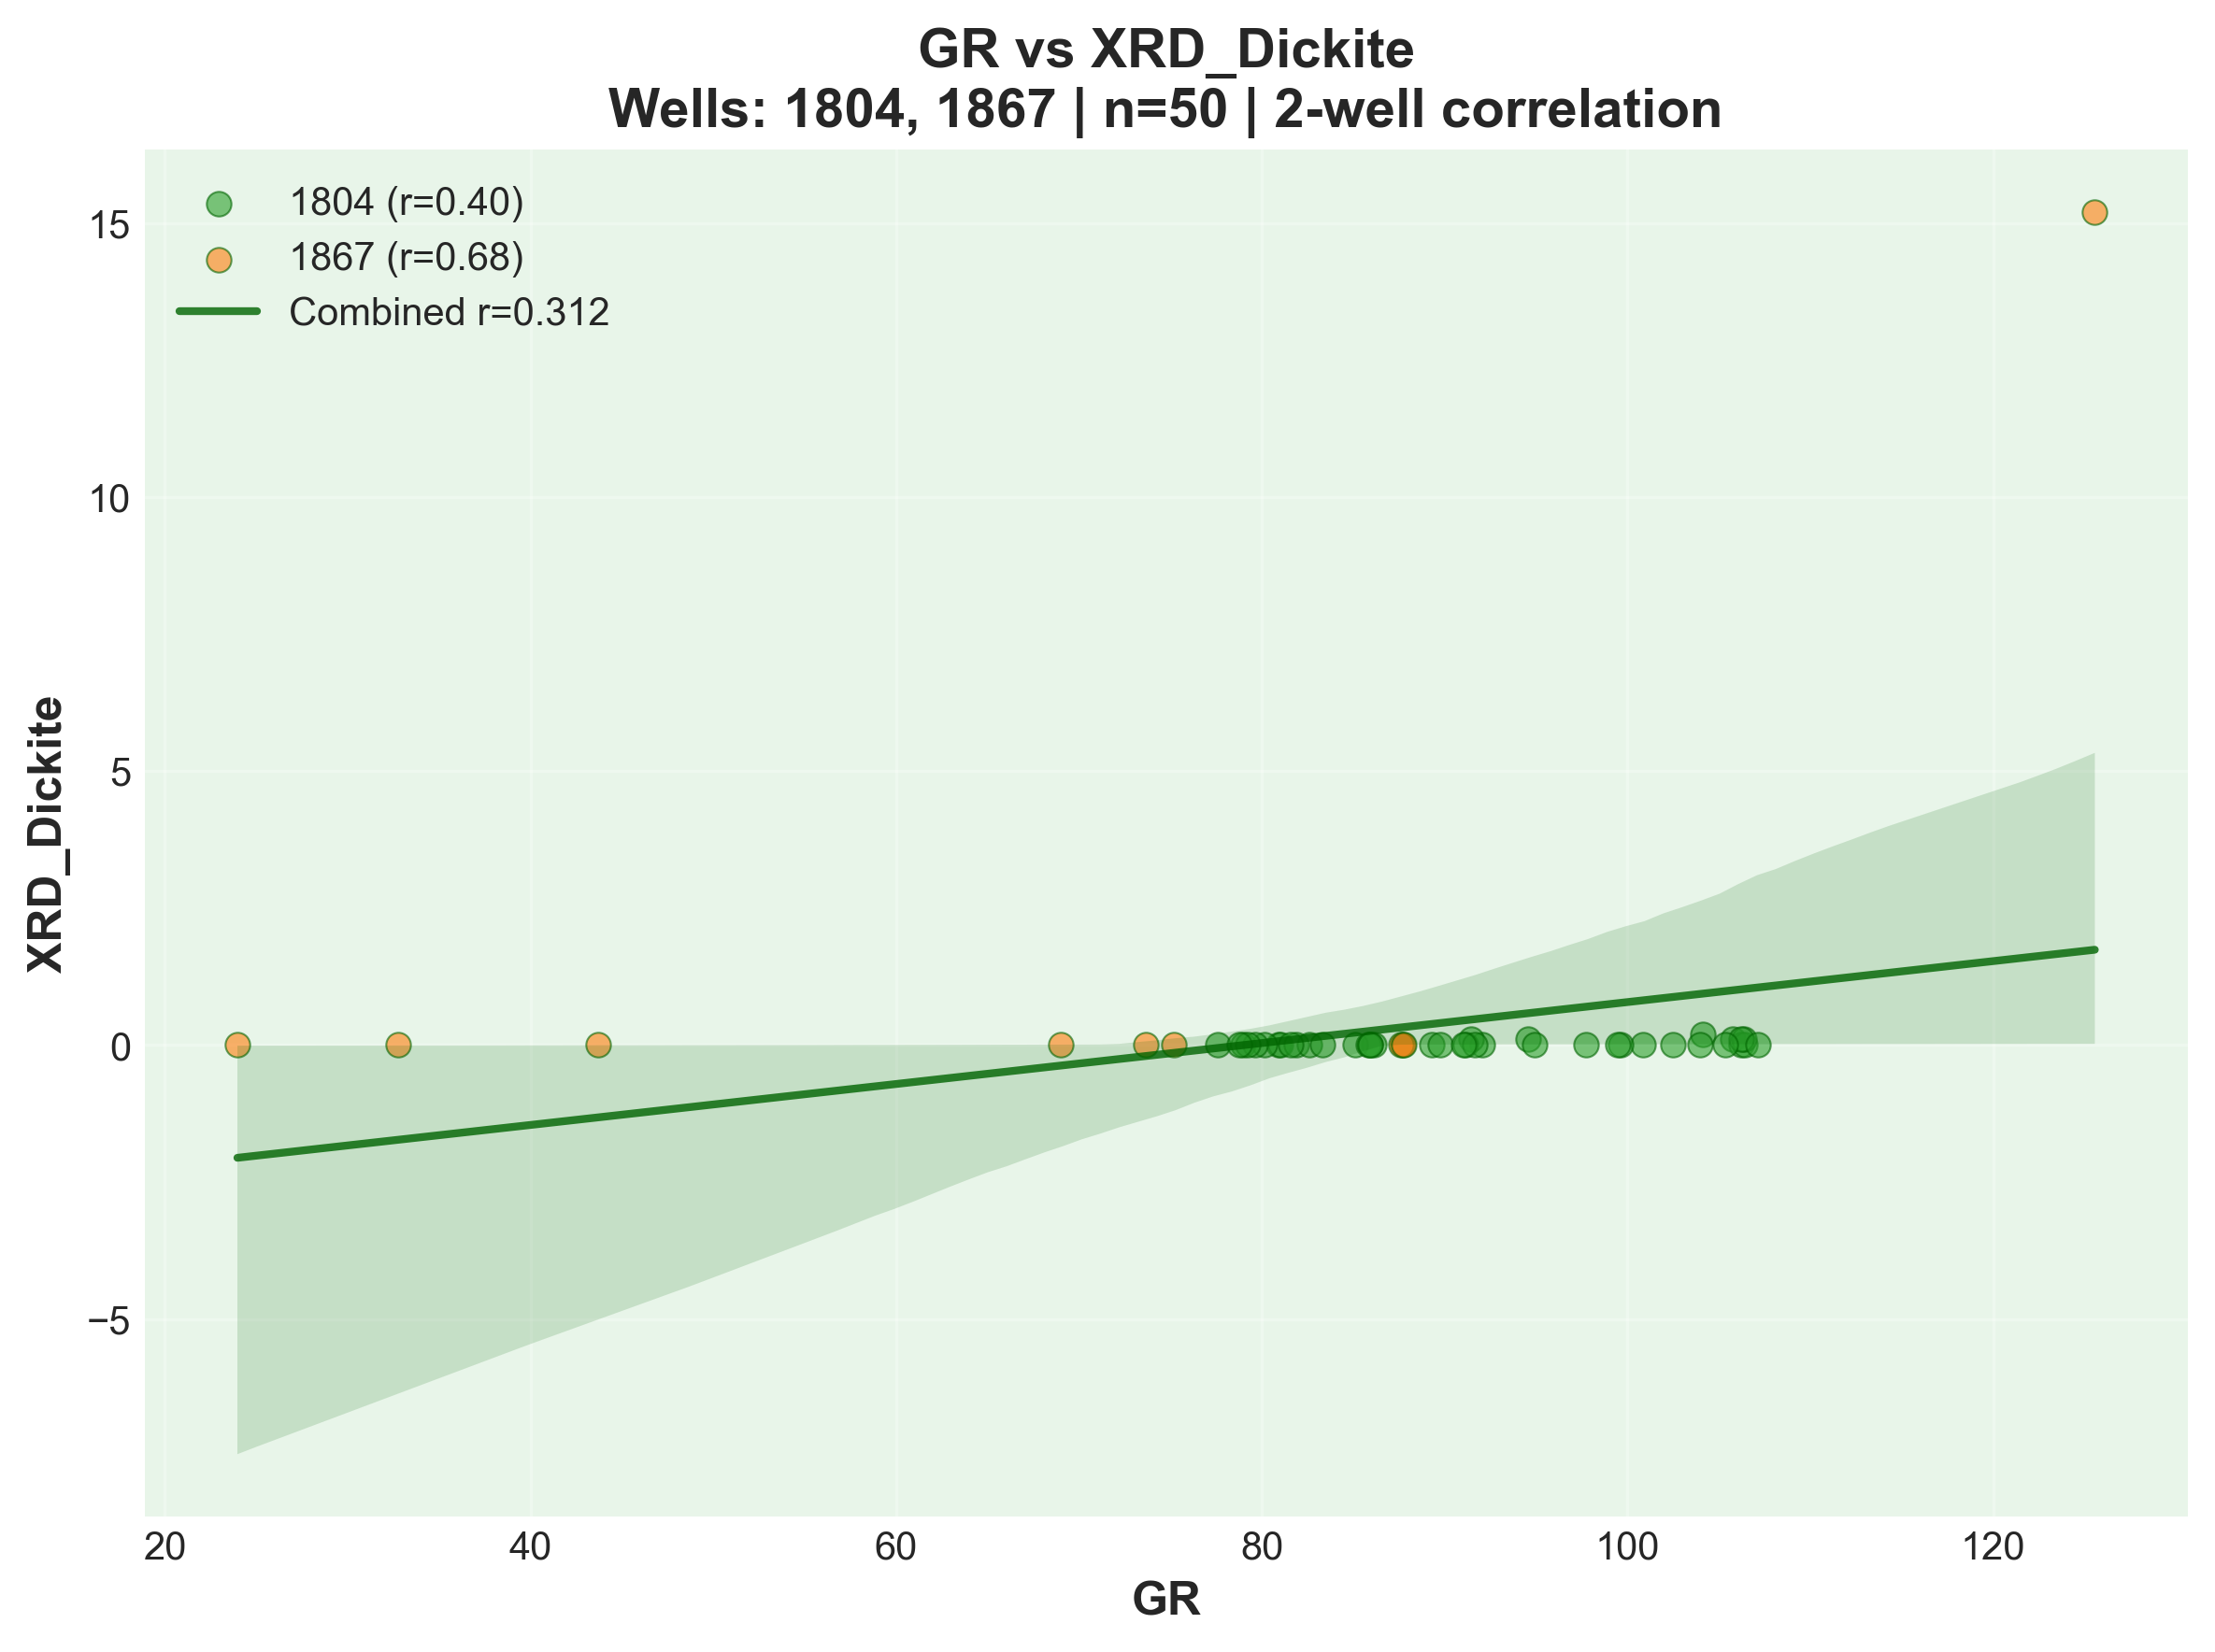 GR vs XRD_Dickite
Wells: 1804, 1867 | n=50 | 2-well correlation
1804 (r=0.40)
1867 (r=0.68)
Combined r=0.312
15
10
5
0
−5
XRD_Dickite
20
40
60
80
100
120
GR